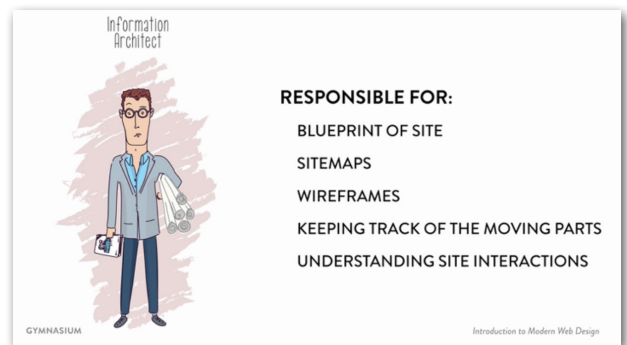 Information
Architect
RESPONSIBLE FOR:
BLUEPRINT OF SITE
SITEMAPS
WIREFRAMES
KEEPING TRACK OF THE MOVING PARTS
UNDERSTANDING SITE INTERACTIONS
GYMNASIUM
Introduction to Modern Web Design